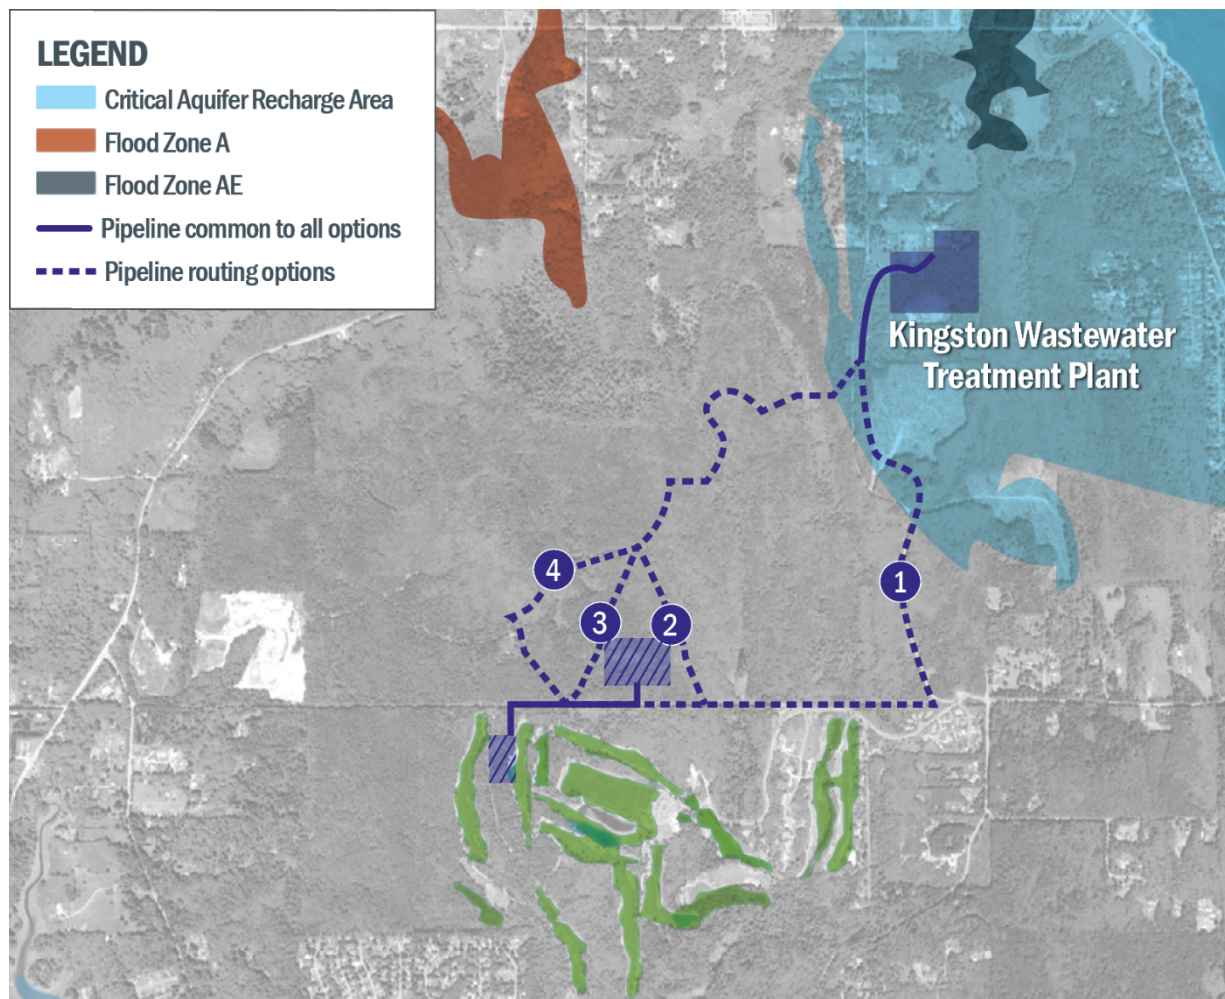 LEGEND
Critical Aquifer Recharge Area
Flood Zone A
Flood Zone AE
Pipeline common to all options
Pipeline routing options
Kingston Wastewater
Treatment Plant
4
3
2
1